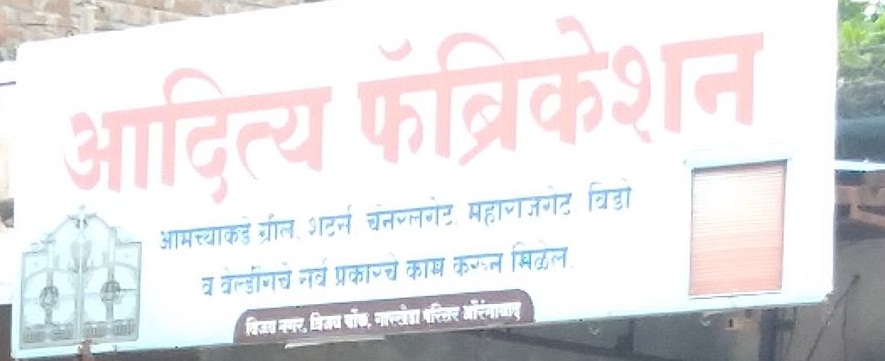 आदित्य फॅब्रिकेशन
आमच्याकडे ग्रील, शटर्स चॅनलगेट, महाराजगेट विंडो
व वेल्डींगचे सर्व प्रकारचे काम करून मिळेल.
विजय नगर, विजय चौक, गारखेडा परिसर औरंगाबाद